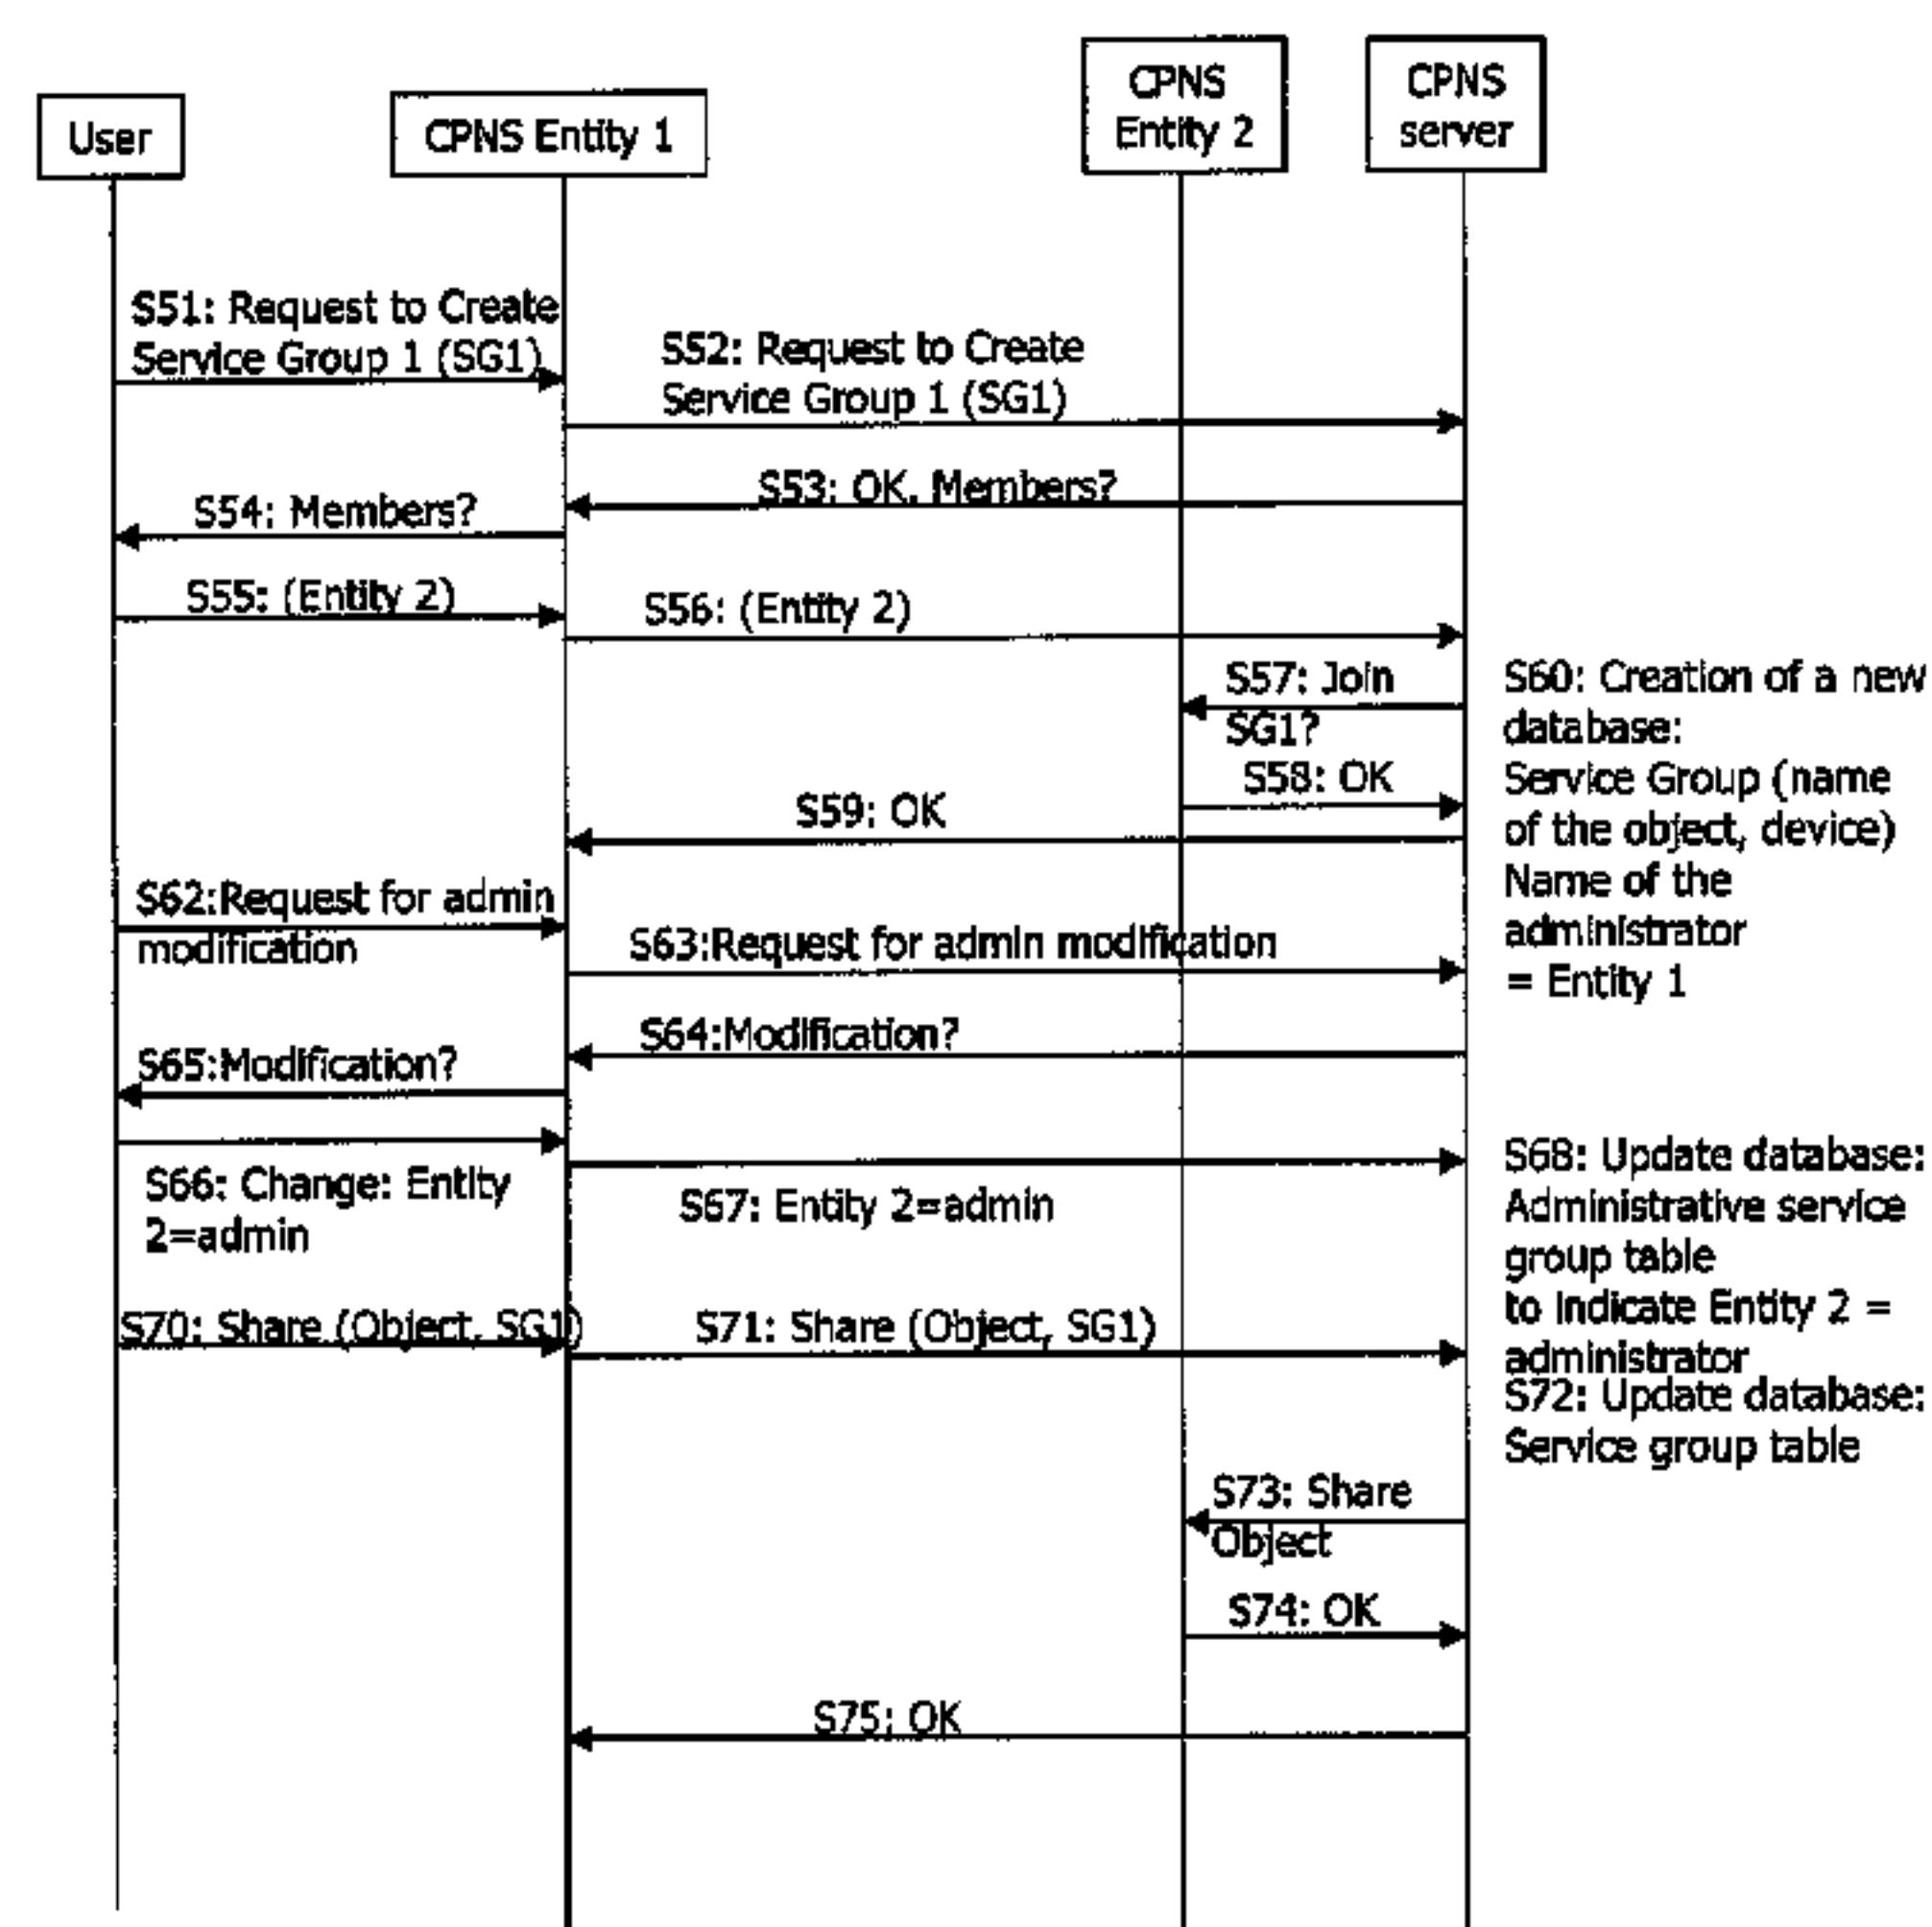 User
CPNS Entity 1
CPNS
Entity 2
CPNS
server
S51: Request to Create
Service Group 1 (SG1)
S52: Request to Create
Service Group 1 (SG1)
S53: OK, Members?
S54: Members?
S55: (Entity 2)
S56: (Entity 2)
S57: Join
SG1?
S58: OK
S59: OK
S60: Creation of a new
database:
Service Group (name
of the object, device)
Name of the
administrator
= Entity 1
S62:Request for admin
modification
S63:Request for admin modification
S64:Modification?
S65:Modification?
S66: Change: Entity
2=admin
S67: Entity 2=admin
S68: Update database:
Administrative service
group table
to indicate Entity 2 =
administrator
S70: Share (Object, SG1)
S71: Share (Object, SG1)
S72: Update database:
Service group table
S73: Share
Object
S74: OK
S75: OK